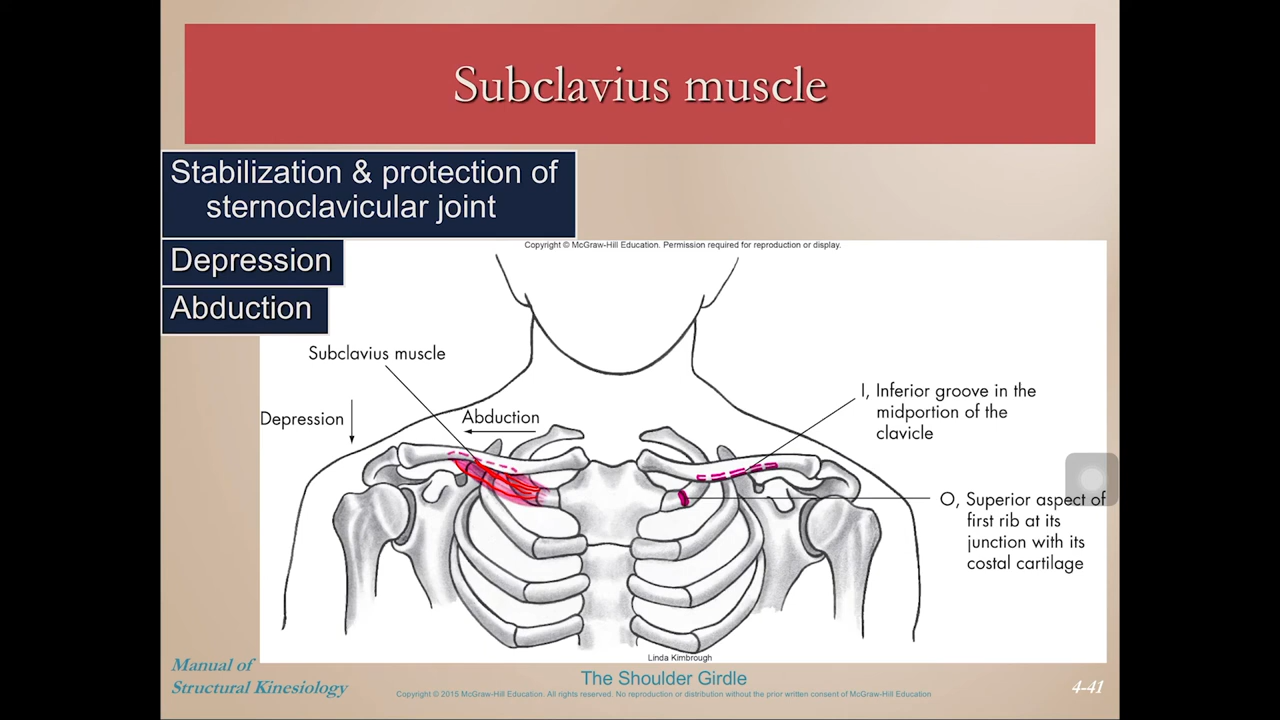 Subclavius muscle
Stabilization & protection of
sternoclavicular joint
Depression
Abduction
Copyright © McGraw-Hill Education. Permission required for reproduction or display.
Subclavius muscle
Depression
Abduction
I, Inferior groove in the
midportion of the
clavicle
O, Superior aspect of
first rib at its
junction with its
costal cartilage
Linda Kimbrough
Manual of
Structural Kinesiology
The Shoulder Girdle
Copyright © 2015 McGraw-Hill Education. All rights reserved. No reproduction or distribution without the prior written consent of McGraw-Hill Education
4-41